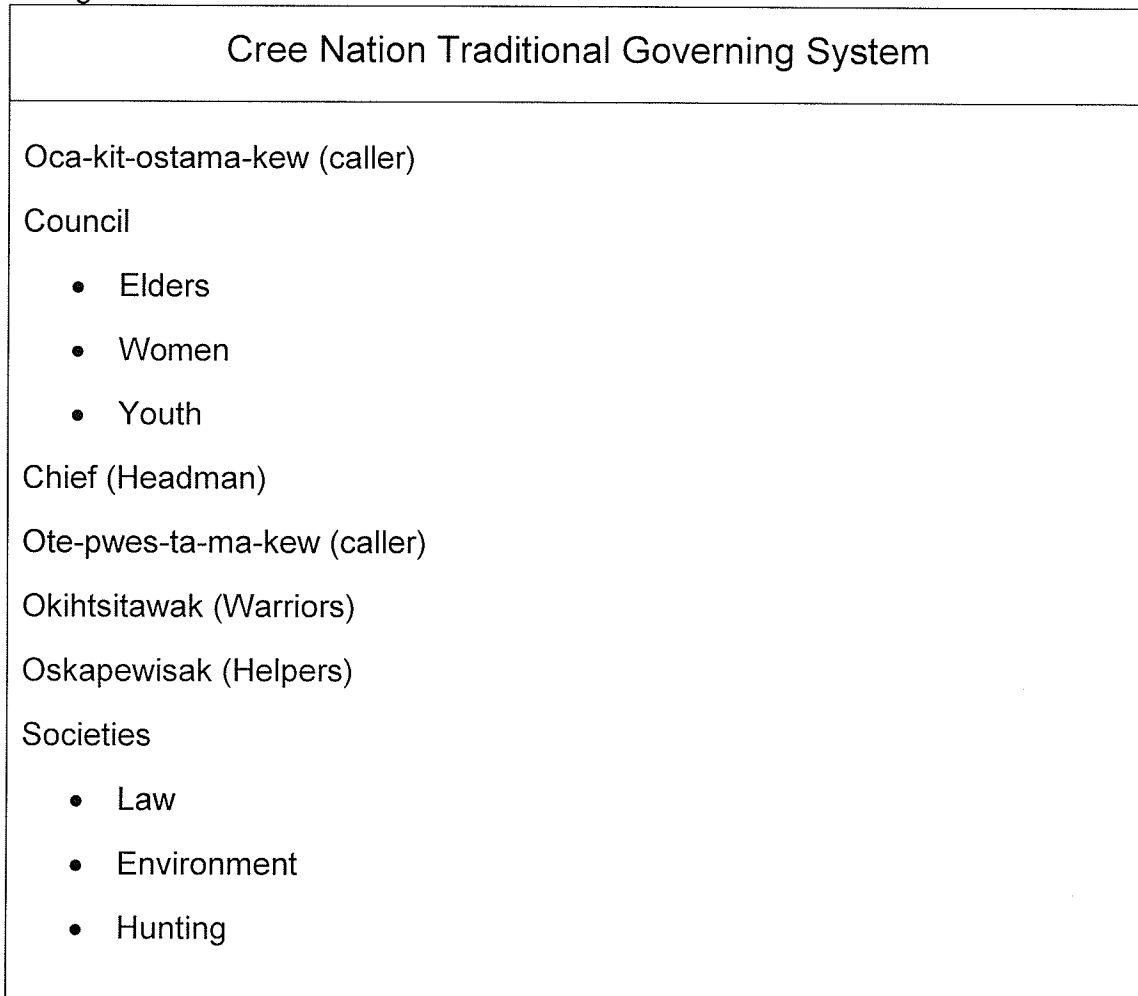 Cree Nation Traditional Governing System
Oca-kit-ostama-kew (caller)
Council
• Elders
• Women
• Youth
Chief (Headman)
Ote-pwes-ta-ma-kew (caller)
Okihtsitawak (Warriors)
Oskapewisak (Helpers)
Societies
• Law
• Environment
• Hunting